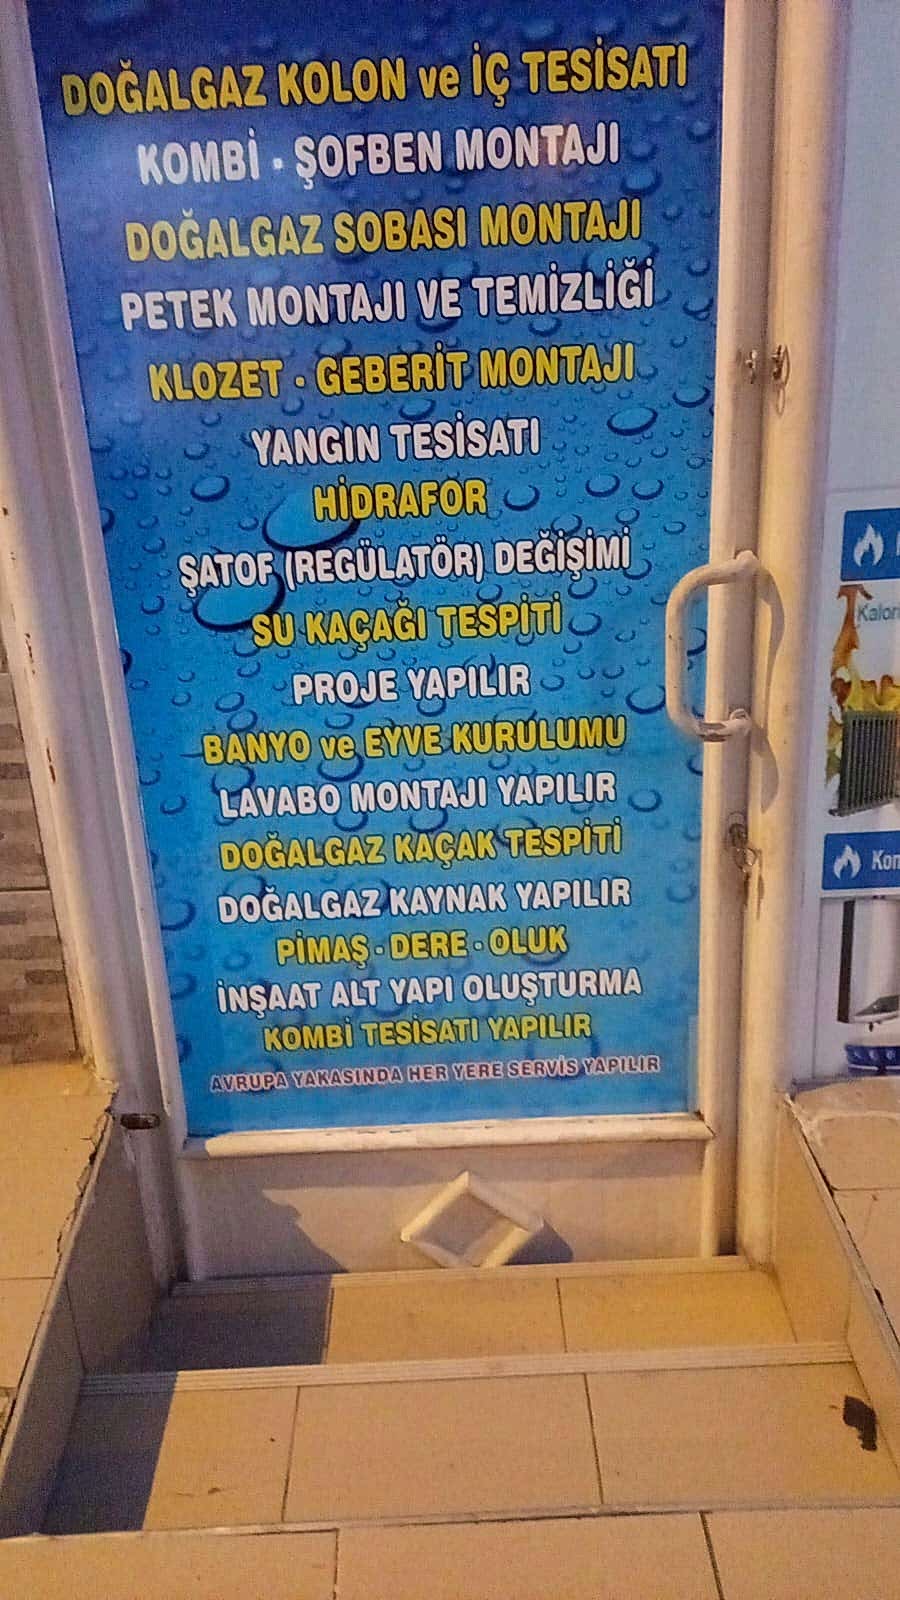 DOĞALGAZ KOLON ve İÇ TESİSATI
KOMBİ - ŞOFBEN MONTAJI
DOĞALGAZ SOBASI MONTAJI
PETEK MONTAJI VE TEMİZLİĞİ
KLOZET - GEBERİT MONTAJI
YANGIN TESİSATI
HİDRAFOR
ŞATOF (REGÜLATÖR) DEĞİŞİMİ
SU KAÇAĞI TESPİTİ
PROJE YAPILIR
BANYO ve EYVE KURULUMU
LAVABO MONTAJI YAPILIR
DOĞALGAZ KAÇAK TESPİTİ
DOĞALGAZ KAYNAK YAPILIR
PİMAŞ - DERE - OLUK
İNŞAAT ALT YAPI OLUŞTURMA
KOMBİ TESİSATI YAPILIR
AVRUPA YAKASINDA HER YERE SERVİS YAPILIR